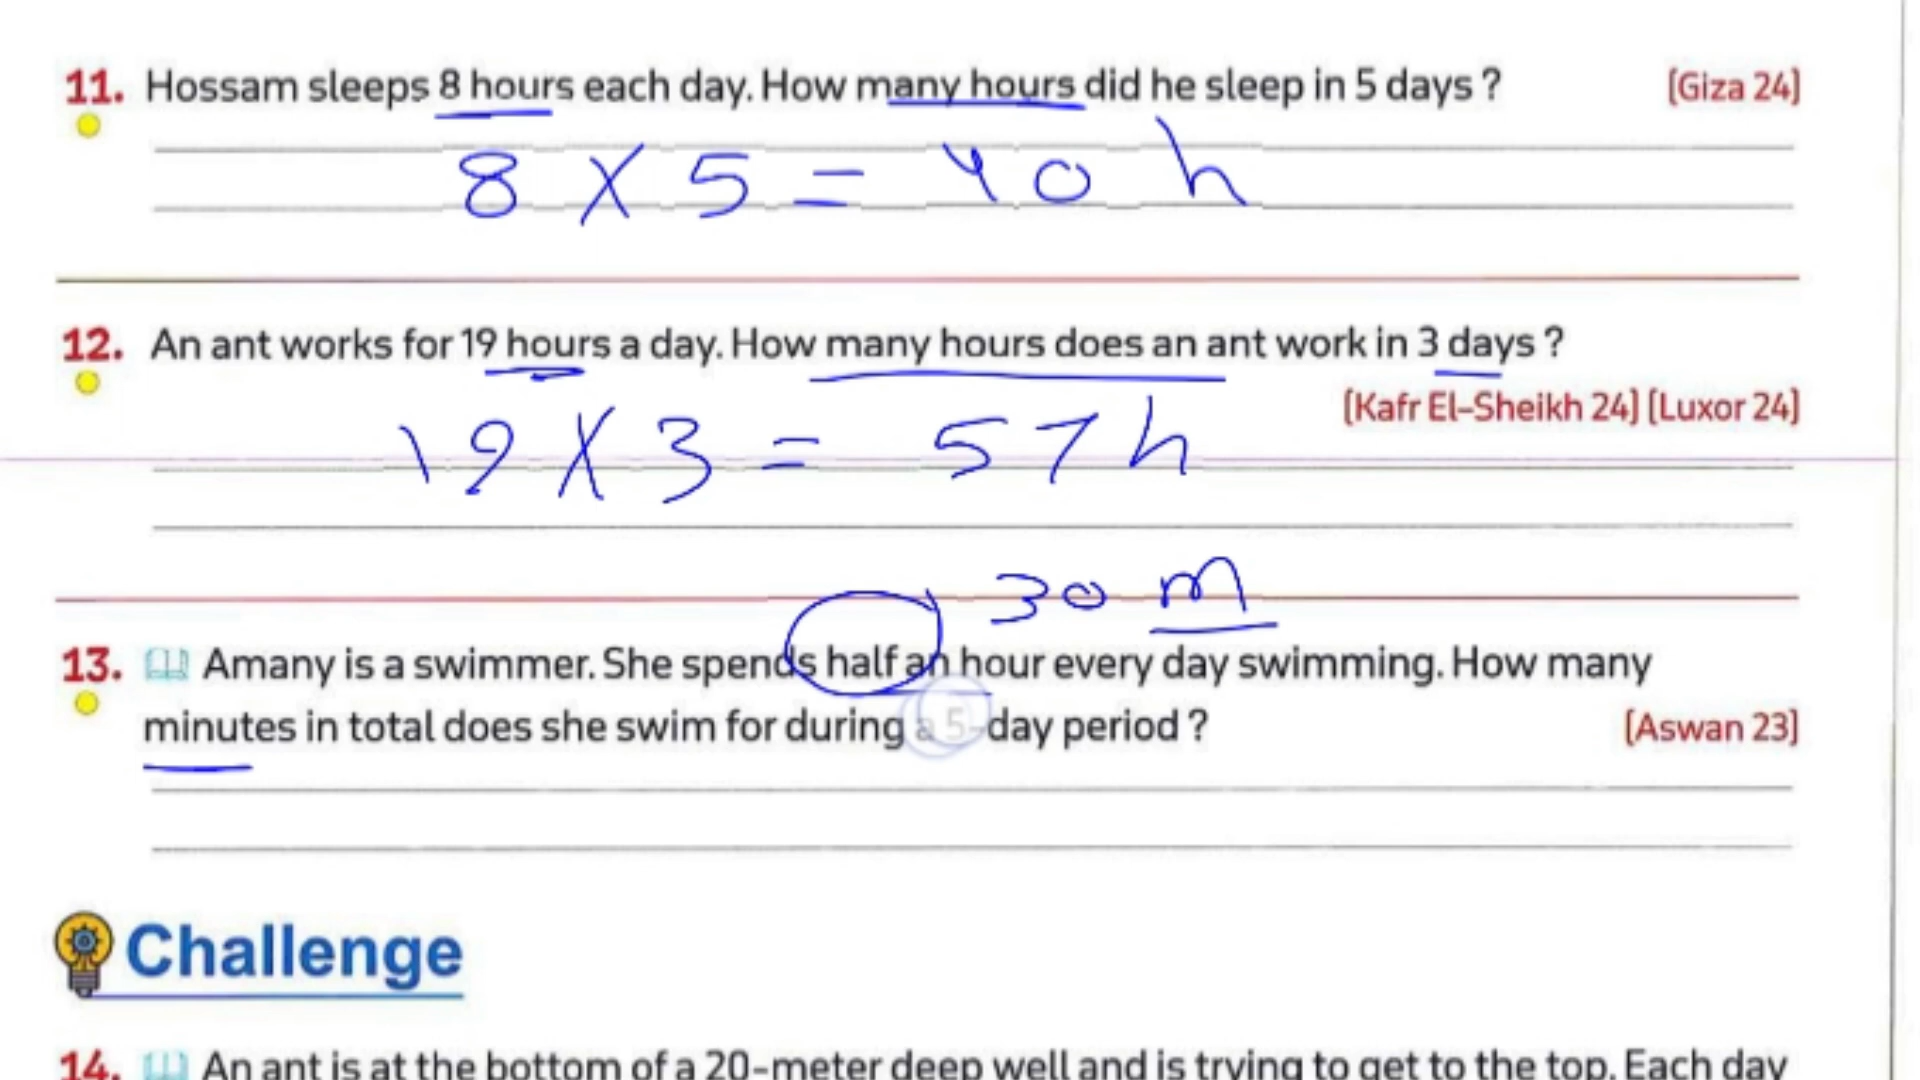 11. Hossam sleeps 8 hours each day. How many hours did he sleep in 5 days ? [Giza 24]
8 X 5 = 40 h
12. An ant works for 19 hours a day. How many hours does an ant work in 3 days ?
[Kafr El-Sheikh 24] [Luxor 24]
19 X 3 = 57 h
30 m
13. Amany is a swimmer. She spends half an hour every day swimming. How many
minutes in total does she swim for during a 5-day period ? [Aswan 23]
Challenge
14. An ant is at the bottom of a 20-meter deep well and is trying to get to the top. Each day